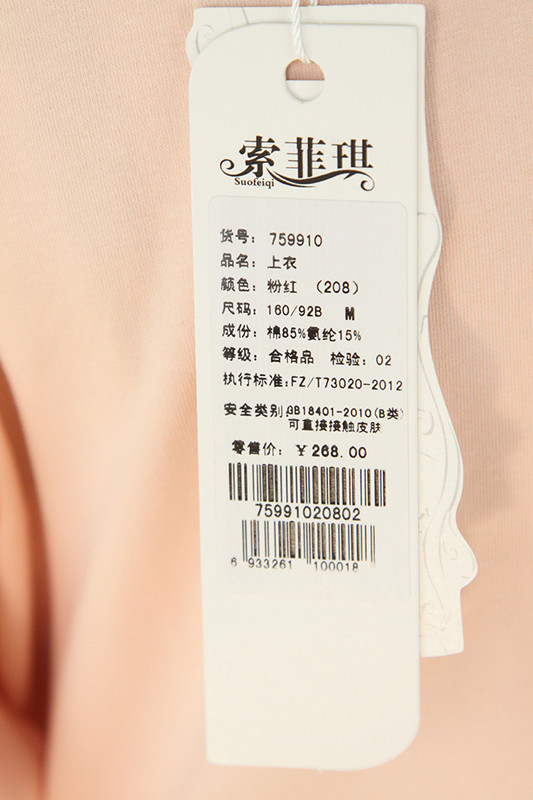 索菲琪
Suofeiqi
货号: 759910
品名: 上衣
颜色: 粉红 (208)
尺码: 160/92B M
成份: 棉85%氨纶15%
等级: 合格品 检验: 02
执行标准:FZ/T73020-2012
安全类别:GB18401-2010(B类)
可直接接触皮肤
零售价: ¥268.00
75991020802
6 933261 100018